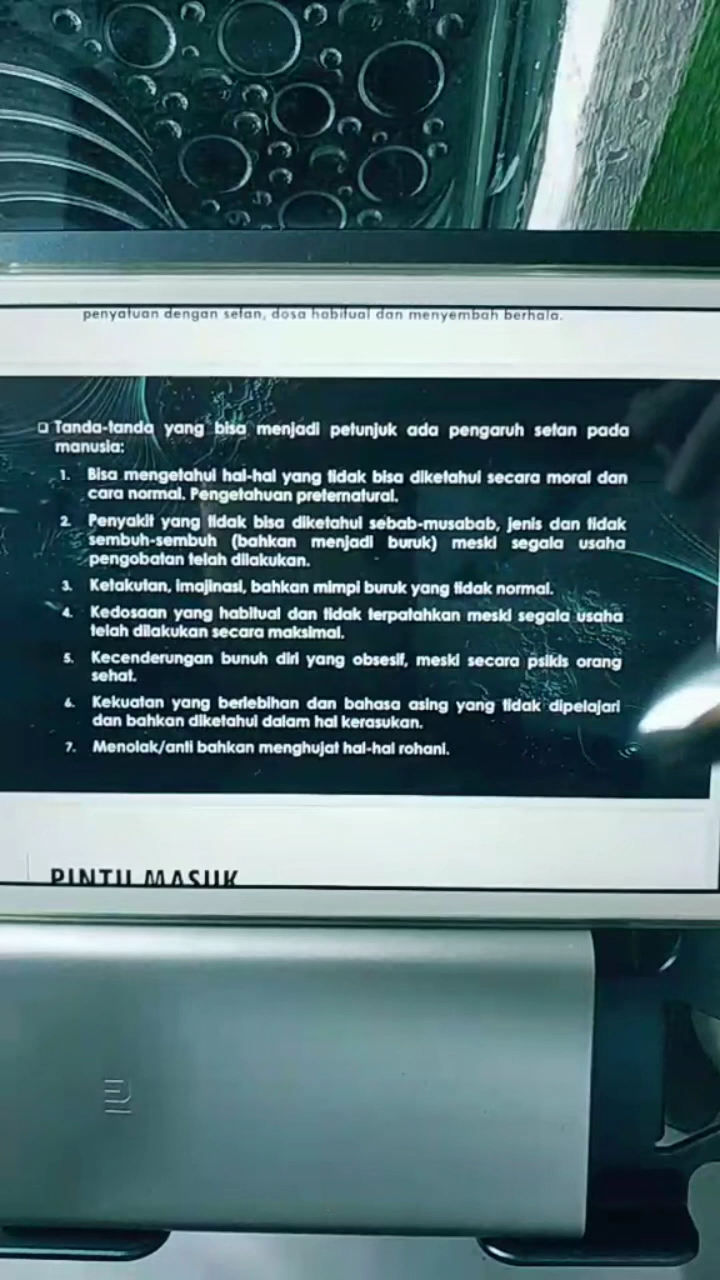 penyatuan dengan setan, dosa habitual dan menyembah berhala.
❑ Tanda-tanda yang bisa menjadi petunjuk ada pengaruh setan pada
manusia:
1. Bisa mengetahui hal-hal yang tidak bisa diketahui secara moral dan
cara normal. Pengetahuan preternatural.
2. Penyakit yang tidak bisa diketahui sebab-musabab, jenis dan tidak
sembuh-sembuh (bahkan menjadi buruk) meski segala usaha
pengobatan telah dilakukan.
3. Ketakutan, imajinasi, bahkan mimpi buruk yang tidak normal.
4. Kedosaan yang habitual dan tidak terpatahkan meski segala usaha
telah dilakukan secara maksimal.
5. Kecenderungan bunuh diri yang obsesif, meski secara psikis orang
sehat.
6. Kekuatan yang berlebihan dan bahasa asing yang tidak dipelajari
dan bahkan diketahui dalam hal kerasukan.
7. Menolak/anti bahkan menghujat hal-hal rohani.
PINTU MASUK